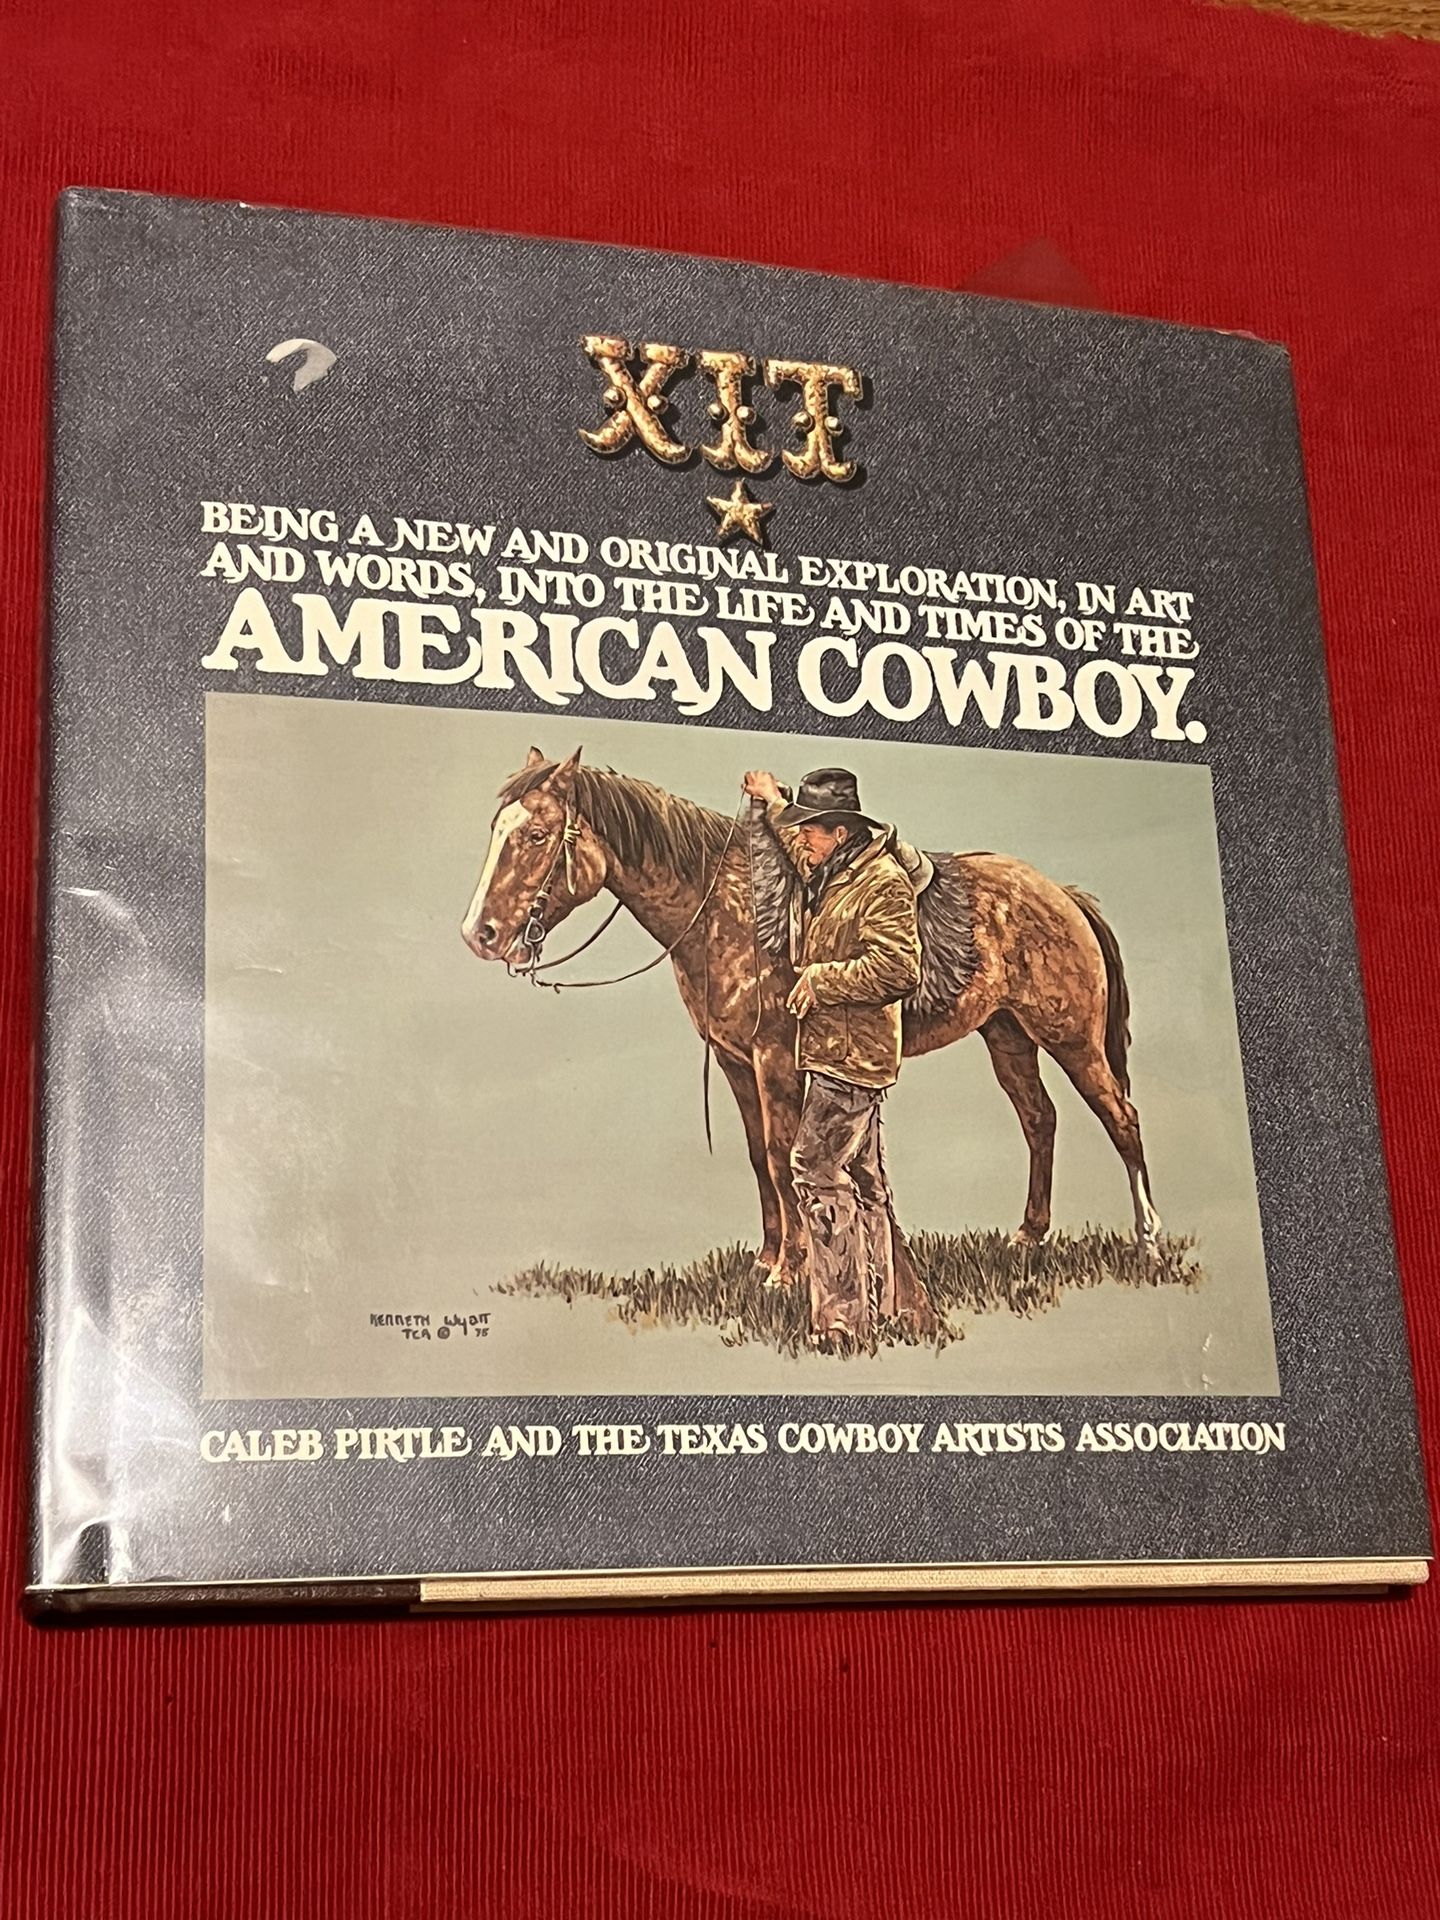 XIT
BEING A NEW AND ORIGINAL EXPLORATION, IN ART
AND WORDS, INTO THE LIFE AND TIMES OF THE
AMERICAN COWBOY.
KENNETH Wyatt
TCA © 75
CALEB PIRTLE AND THE TEXAS COWBOY ARTISTS ASSOCIATION